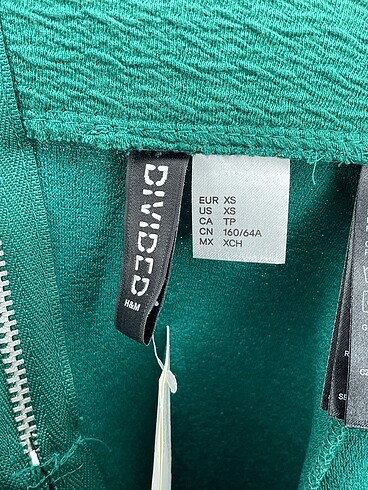 DIVIDED
H&M
EUR XS
US XS
CA TP
CN 160/64A
MX XCH